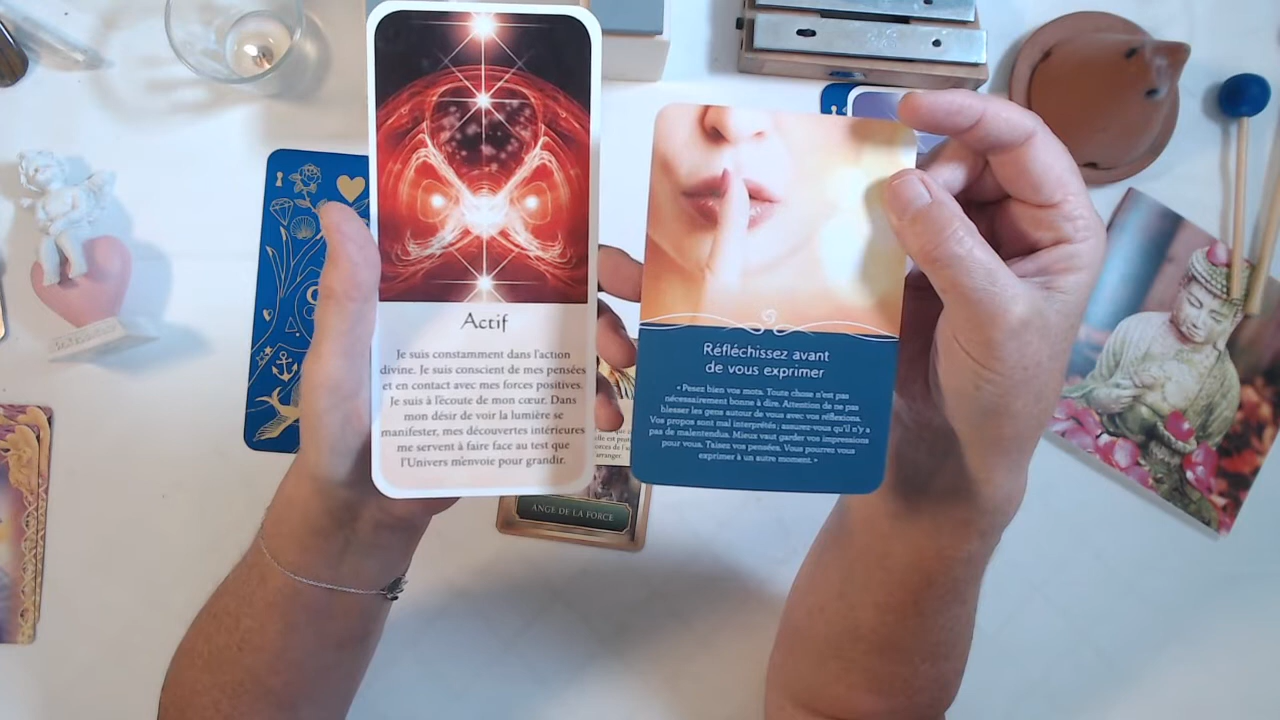 Actif
Je suis constamment dans l'action
divine. Je suis conscient de mes pensées
et en contact avec mes forces positives.
Je suis à l'écoute de mon cœur. Dans
mon désir de voir la lumière se
manifester, mes découvertes intérieures
me servent à faire face au test que
l'Univers m'envoie pour grandir.
Réfléchissez avant
de vous exprimer
« Pesez bien vos mots. Toute chose n'est pas
nécessairement bonne à dire. Attention de ne pas
blesser les gens autour de vous avec vos réflexions.
Vos propos sont mal interprétés ; assurez-vous qu'il n'y a
pas de malentendus. Mieux vaut garder vos impressions
pour vous. Taisez vos pensées. Vous pourrez vous
exprimer à un autre moment. »
arranger.
ANGE DE LA FORCE